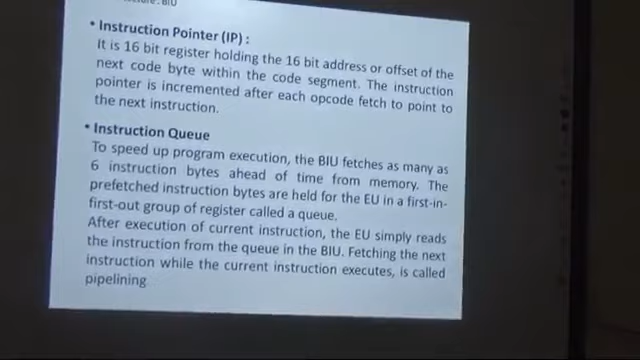 BIU
• Instruction Pointer (IP) :
It is 16 bit register holding the 16 bit address or offset of the
next code byte within the code segment. The instruction
pointer is incremented after each opcode fetch to point to
the next instruction.
• Instruction Queue
To speed up program execution, the BIU fetches as many as
6 instruction bytes ahead of time from memory. The
prefetched instruction bytes are held for the EU in a first-in-
first-out group of register called a queue.
After execution of current instruction, the EU simply reads
the instruction from the queue in the BIU. Fetching the next
instruction while the current instruction executes, is called
pipelining